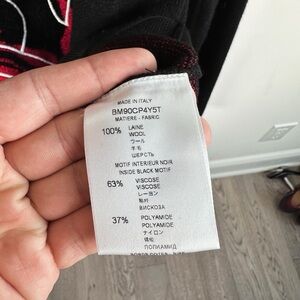 MADE IN ITALY
BM90CP4Y5T
MATIERE - FABRIC
100% LAINE
WOOL
ウール
羊毛
ШЕРСТЬ
MOTIF INTERIEUR NOIR
INSIDE BLACK MOTIF
63% VISCOSE
VISCOSE
レーヨン
粘纤
ВИСКОЗА
37% POLYAMIDE
POLYAMIDE
ナイロン
锦纶
ПОЛИАМИД